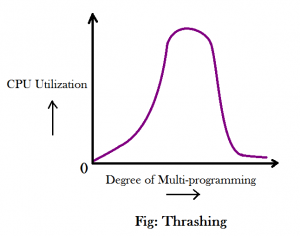 CPU Utilization
0
Degree of Multi-programming
Fig: Thrashing